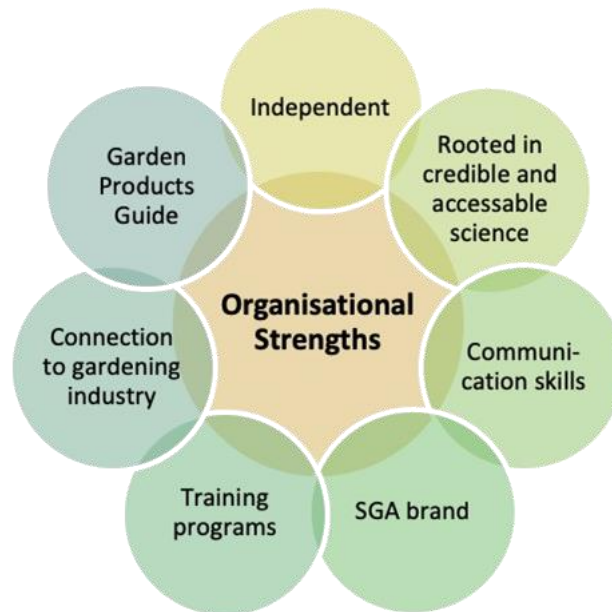 Independent
Rooted in
credible and
accessable
science
Communi-
cation skills
SGA brand
Training
programs
Connection
to gardening
industry
Garden
Products
Guide
Organisational
Strengths